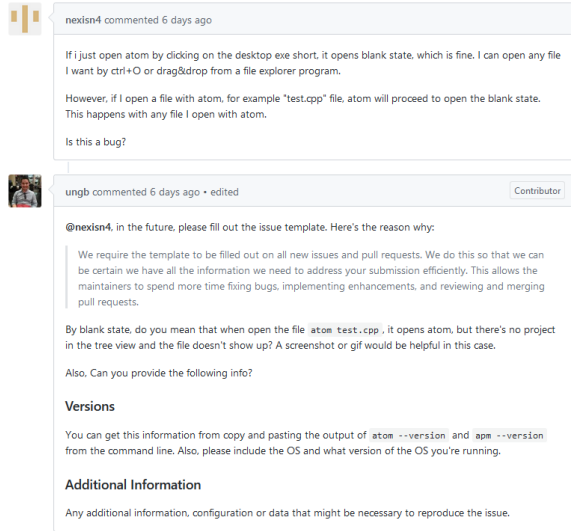 nexisn4 commented 6 days ago
If i just open atom by clicking on the desktop exe short, it opens blank state, which is fine. I can open any file
I want by ctrl+O or drag&drop from a file explorer program.
However, if I open a file with atom, for example "test.cpp" file, atom will proceed to open the blank state.
This happens with any file I open with atom.
Is this a bug?
ungb commented 6 days ago • edited
Contributor
@nexisn4, in the future, please fill out the issue template. Here's the reason why:
We require the template to be filled out on all new issues and pull requests. We do this so that we can
be certain we have all the information we need to address your submission efficiently. This allows the
maintainers to spend more time fixing bugs, implementing enhancements, and reviewing and merging
pull requests.
By blank state, do you mean that when open the file atom test.cpp, it opens atom, but there's no project
in the tree view and the file doesn't show up? A screenshot or gif would be helpful in this case.
Also, Can you provide the following info?
Versions
You can get this information from copy and pasting the output of atom --version and apm --version
from the command line. Also, please include the OS and what version of the OS you're running.
Additional Information
Any additional information, configuration or data that might be necessary to reproduce the issue.